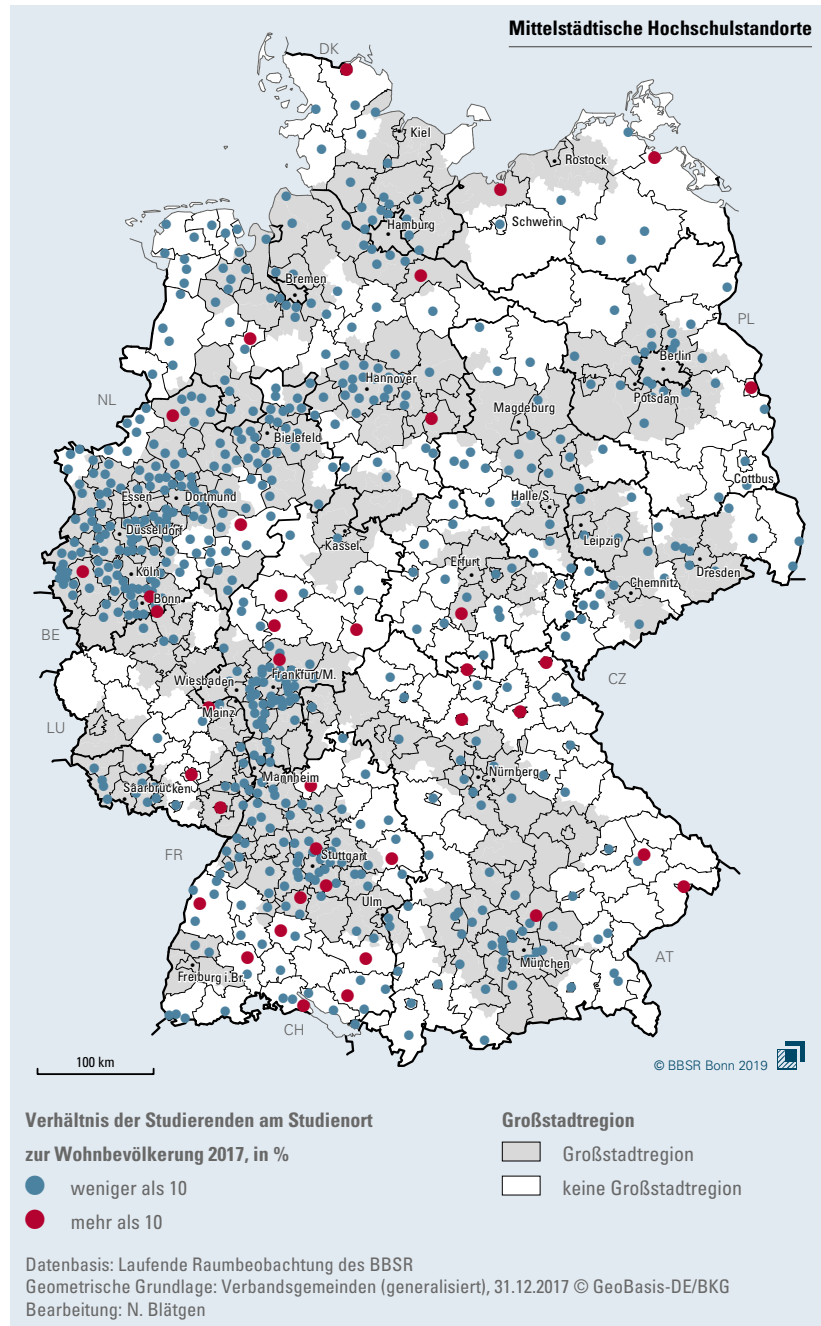 Mittelstädtische Hochschulstandorte
DK
Kiel
Rostock
Hamburg
Schwerin
Bremen
PL
Berlin
Hannover
Potsdam
NL
Magdeburg
Bielefeld
Cottbus
Essen
Dortmund
Halle/S.
Düsseldorf
Leipzig
Kassel
Erfurt
Dresden
Köln
Chemnitz
Bonn
BE
Wiesbaden
Frankfurt/M.
CZ
Mainz
LU
Mannheim
Nürnberg
Saarbrücken
FR
Stuttgart
Ulm
München
AT
Freiburg i.Br.
CH
100 km
© BBSR Bonn 2019
Verhältnis der Studierenden am Studienort
zur Wohnbevölkerung 2017, in %
weniger als 10
mehr als 10
Großstadtregion
Großstadtregion
keine Großstadtregion
Datenbasis: Laufende Raumbeobachtung des BBSR
Geometrische Grundlage: Verbandsgemeinden (generalisiert), 31.12.2017 © GeoBasis-DE/BKG
Bearbeitung: N. Blätgen